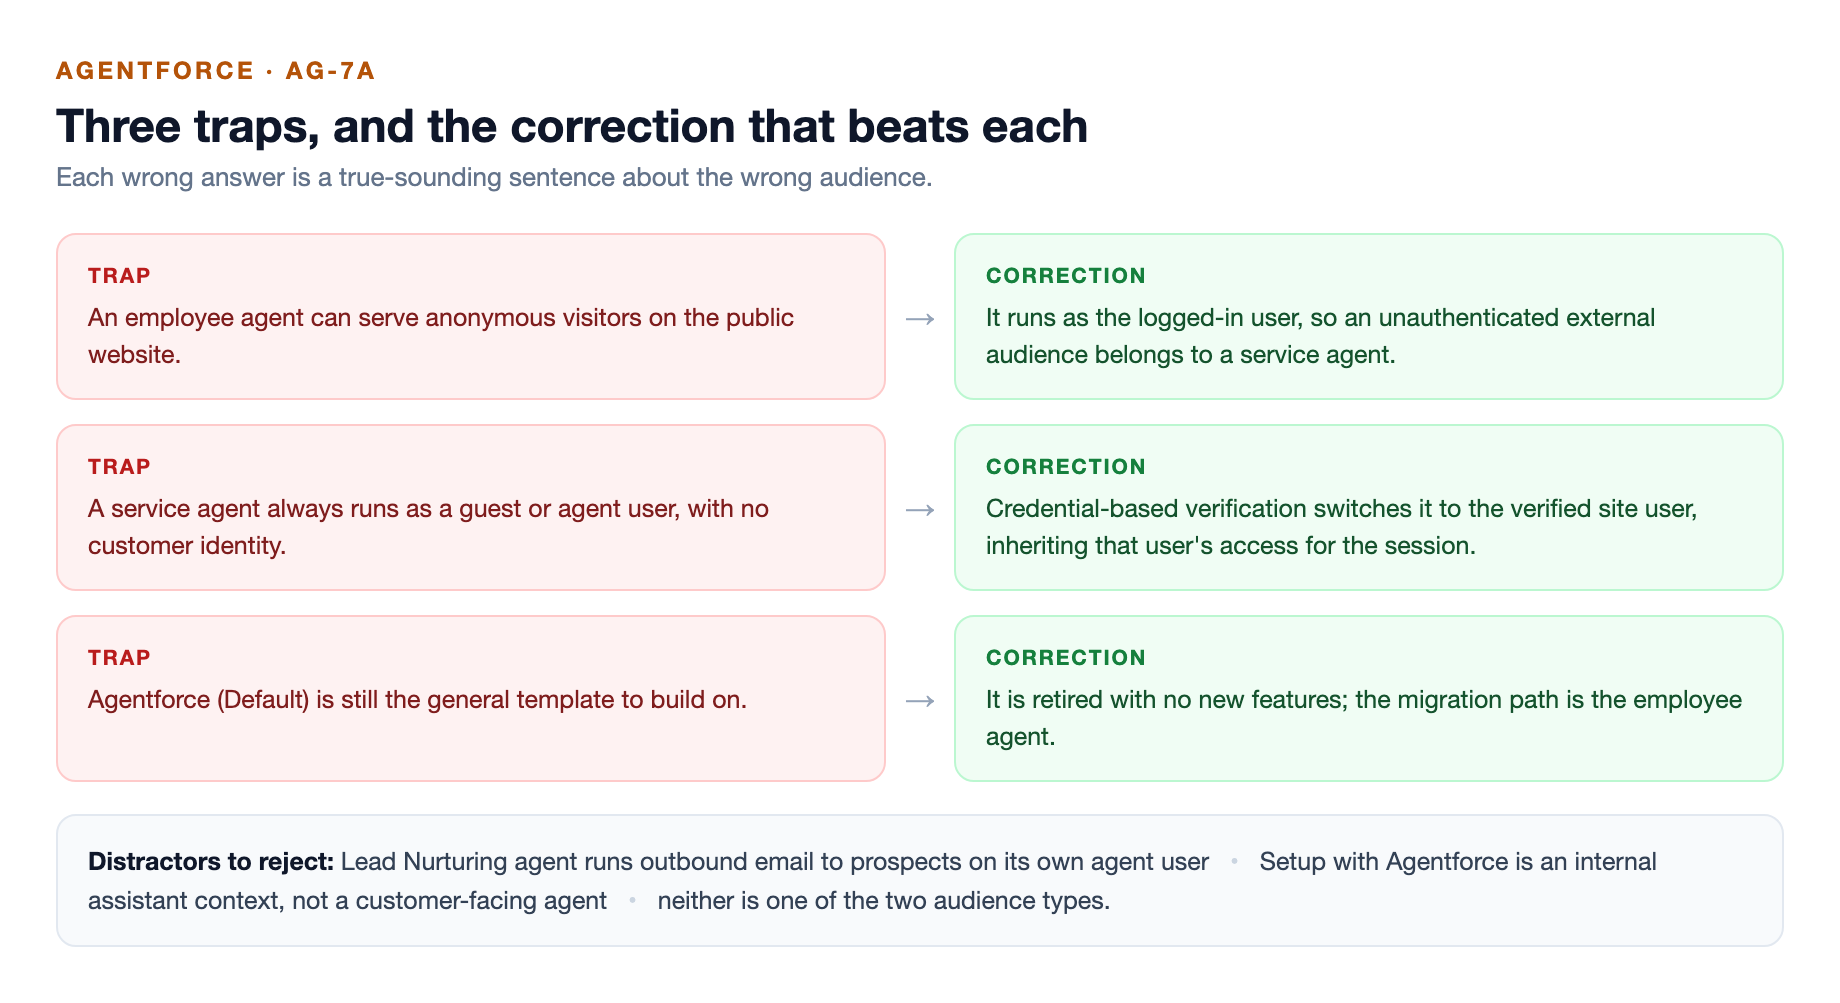 AGENTFORCE · AG-7A
Three traps, and the correction that beats each
Each wrong answer is a true-sounding sentence about the wrong audience.
TRAP
An employee agent can serve anonymous visitors on the public
website.
→
CORRECTION
It runs as the logged-in user, so an unauthenticated external
audience belongs to a service agent.
TRAP
A service agent always runs as a guest or agent user, with no
customer identity.
→
CORRECTION
Credential-based verification switches it to the verified site user,
inheriting that user's access for the session.
TRAP
Agentforce (Default) is still the general template to build on.
→
CORRECTION
It is retired with no new features; the migration path is the employee
agent.
Distractors to reject: Lead Nurturing agent runs outbound email to prospects on its own agent user • Setup with Agentforce is an internal
assistant context, not a customer-facing agent • neither is one of the two audience types.